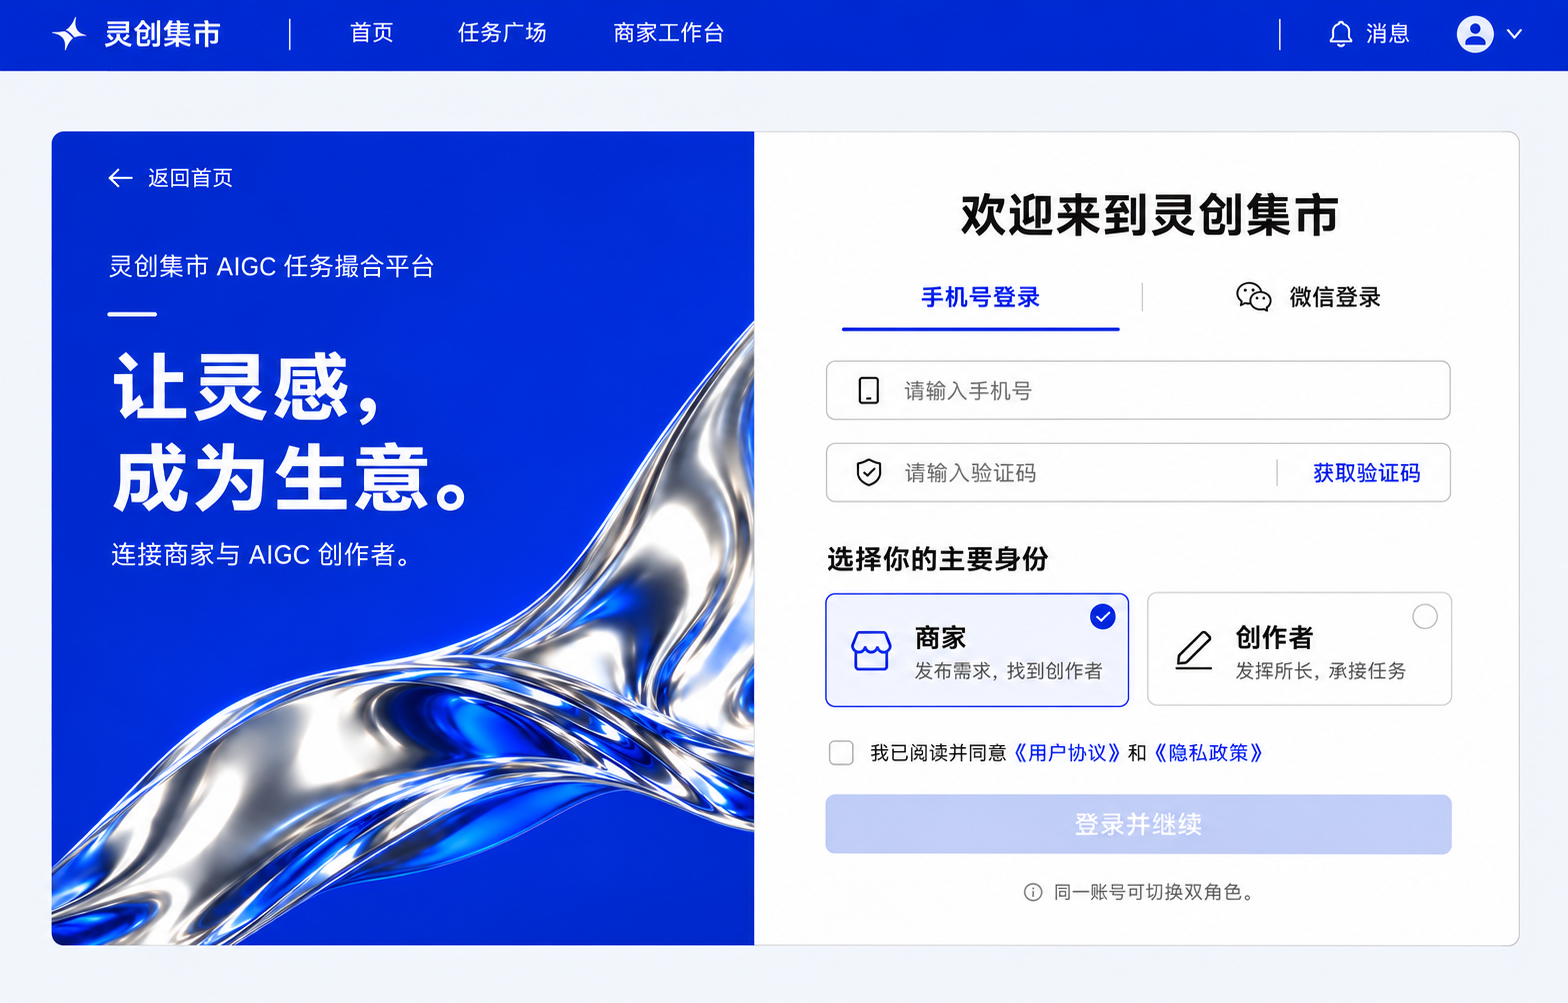 灵创集市
首页
任务广场
商家工作台
消息
返回首页
灵创集市 AIGC 任务撮合平台
让灵感，
成为生意。
连接商家与 AIGC 创作者。
欢迎来到灵创集市
手机号登录
微信登录
请输入手机号
请输入验证码
获取验证码
选择你的主要身份
商家
发布需求，找到创作者
创作者
发挥所长，承接任务
我已阅读并同意《用户协议》和《隐私政策》
登录并继续
同一账号可切换双角色。